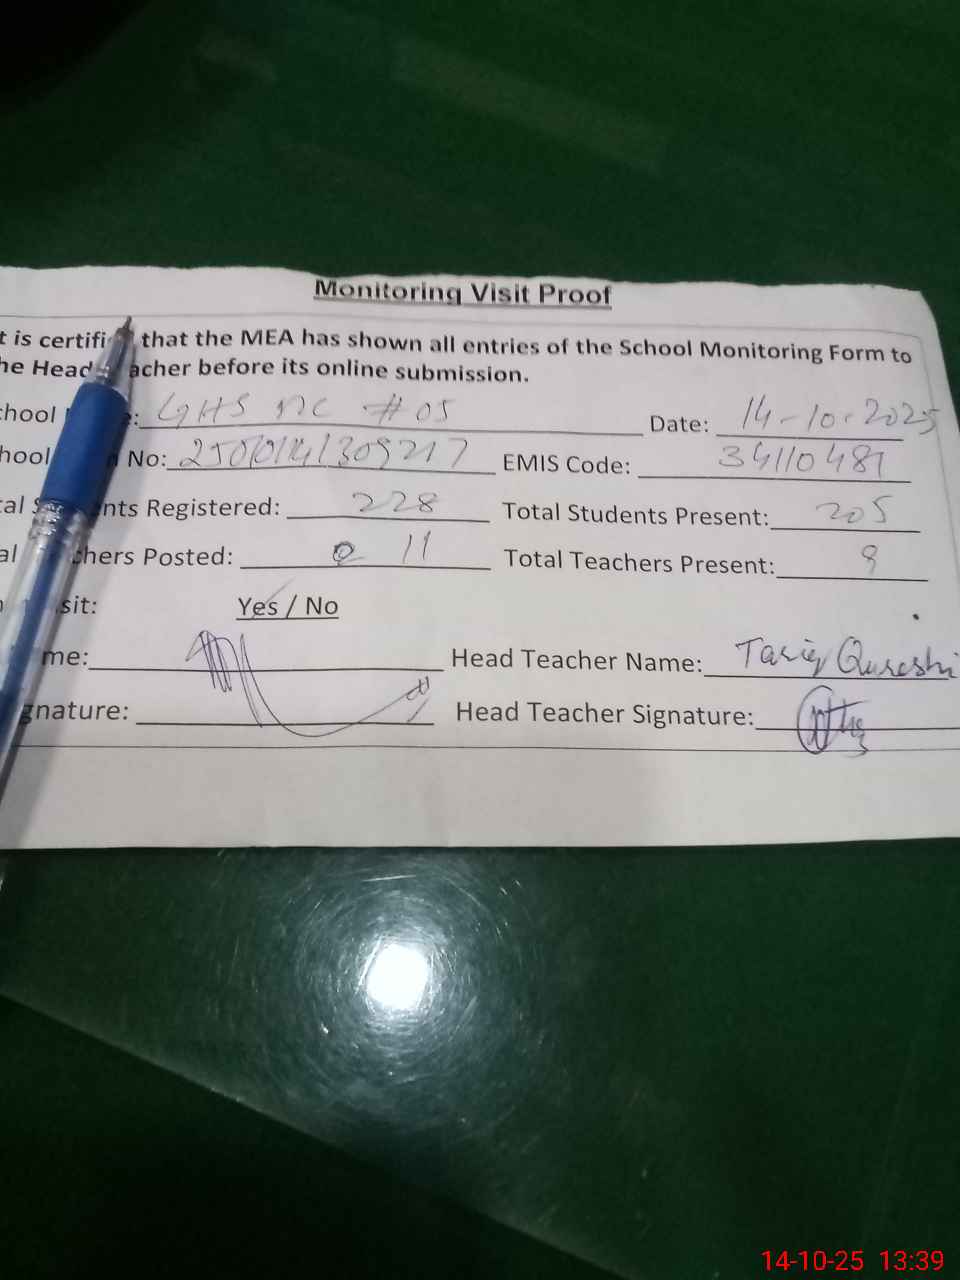 Monitoring Visit Proof
t is certifi that the MEA has shown all entries of the School Monitoring Form to
he Head acher before its online submission.
chool : GHS MC #05 Date: 14-10-2025
hool No: EMIS Code: 34110481
al S nts Registered: 228 Total Students Present: 205
al chers Posted: 11 Total Teachers Present: 9
sit: Yes / No
me: Head Teacher Name: Tariq Qureshi
gnature: Head Teacher Signature:
14-10-25 13:39